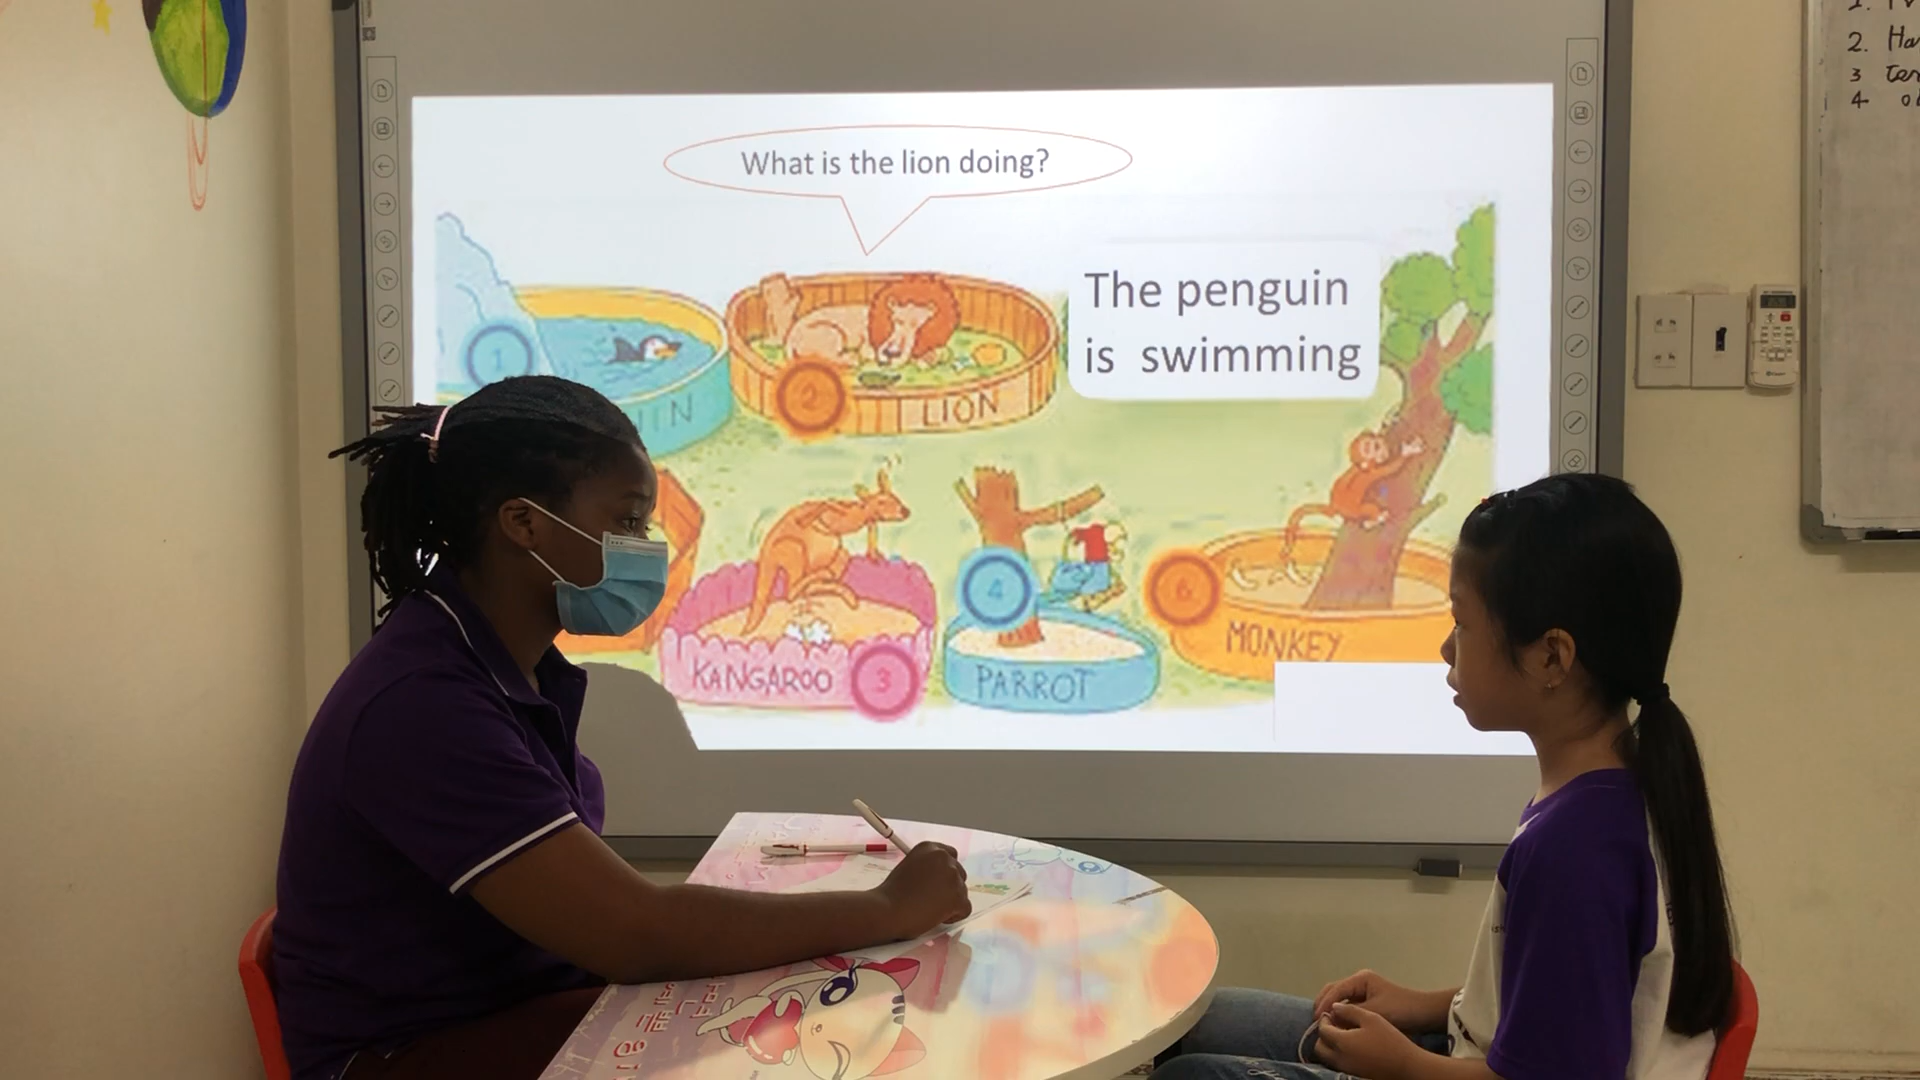 What is the lion doing?
The penguin
is swimming
1
2
LION
KANGAROO
3
4
PARROT
6
MONKEY
1.
2.
3
4